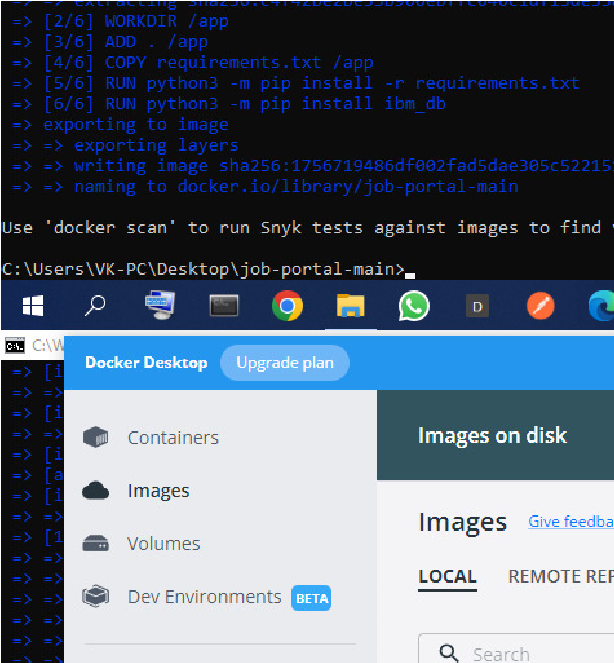 => => extracting sha256:
=> [2/6] WORKDIR /app
=> [3/6] ADD . /app
=> [4/6] COPY requirements.txt /app
=> [5/6] RUN python3 -m pip install -r requirements.txt
=> [6/6] RUN python3 -m pip install ibm_db
=> exporting to image
=> => exporting layers
=> => writing image sha256:1756719486df002fad5dae305c52215
=> => naming to docker.io/library/job-portal-main
Use 'docker scan' to run Snyk tests against images to find
C:\Users\VK-PC\Desktop\job-portal-main>
D
C:\W
Docker Desktop Upgrade plan
=> [i
=> =>
=> [i
=> =>
=> [i
=> [a
=> [i
=> =>
=> [1
=> =>
=> =>
=> =>
=> =>
=> =>
Containers
Images
Volumes
Dev Environments BETA
Images on disk
Images Give feedba
LOCAL REMOTE REP
Search